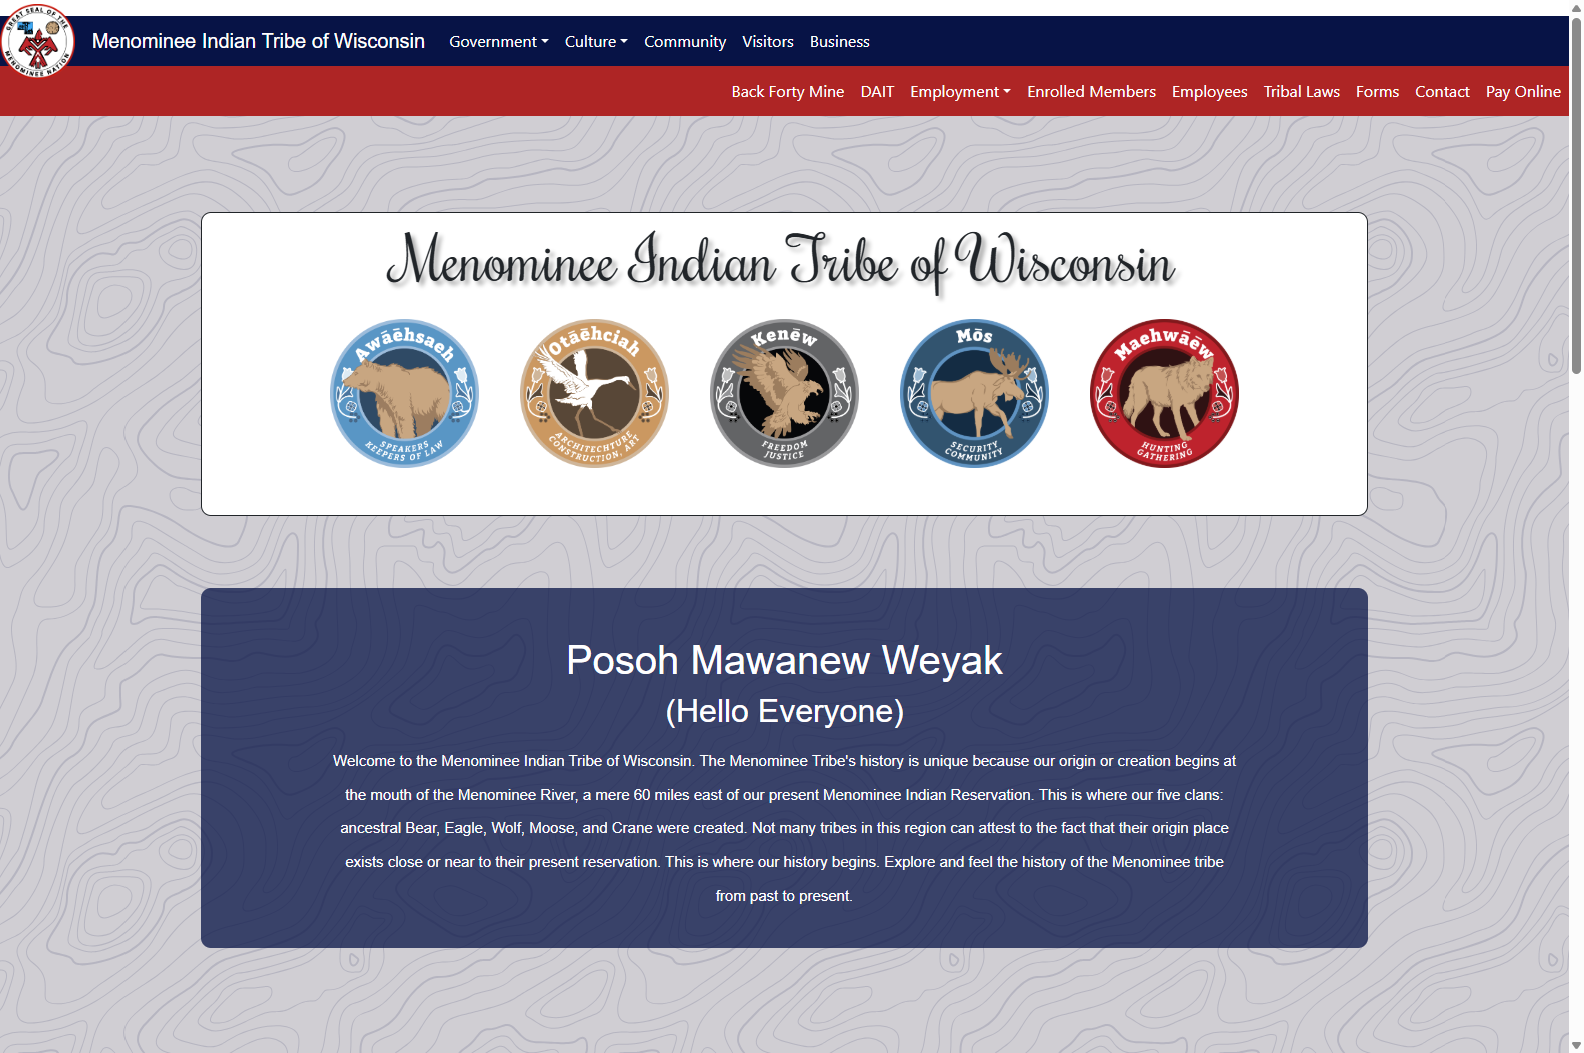 GREAT SEAL OF THE
MENOMINEE NATION
Menominee Indian Tribe of Wisconsin
Government Culture Community Visitors Business
Back Forty Mine DAIT Employment Enrolled Members Employees Tribal Laws Forms Contact Pay Online
Menominee Indian Tribe of Wisconsin
Awāēhsaeh
SPEAKERS
KEEPERS OF LAW
Otāēhciah
ARCHITECHTURE
CONSTRUCTION, ART
Kenēw
FREEDOM
JUSTICE
Mōs
SECURITY
COMMUNITY
Maehwāēw
HUNTING
GATHERING
Posoh Mawanew Weyak
(Hello Everyone)
Welcome to the Menominee Indian Tribe of Wisconsin. The Menominee Tribe's history is unique because our origin or creation begins at
the mouth of the Menominee River, a mere 60 miles east of our present Menominee Indian Reservation. This is where our five clans:
ancestral Bear, Eagle, Wolf, Moose, and Crane were created. Not many tribes in this region can attest to the fact that their origin place
exists close or near to their present reservation. This is where our history begins. Explore and feel the history of the Menominee tribe
from past to present.